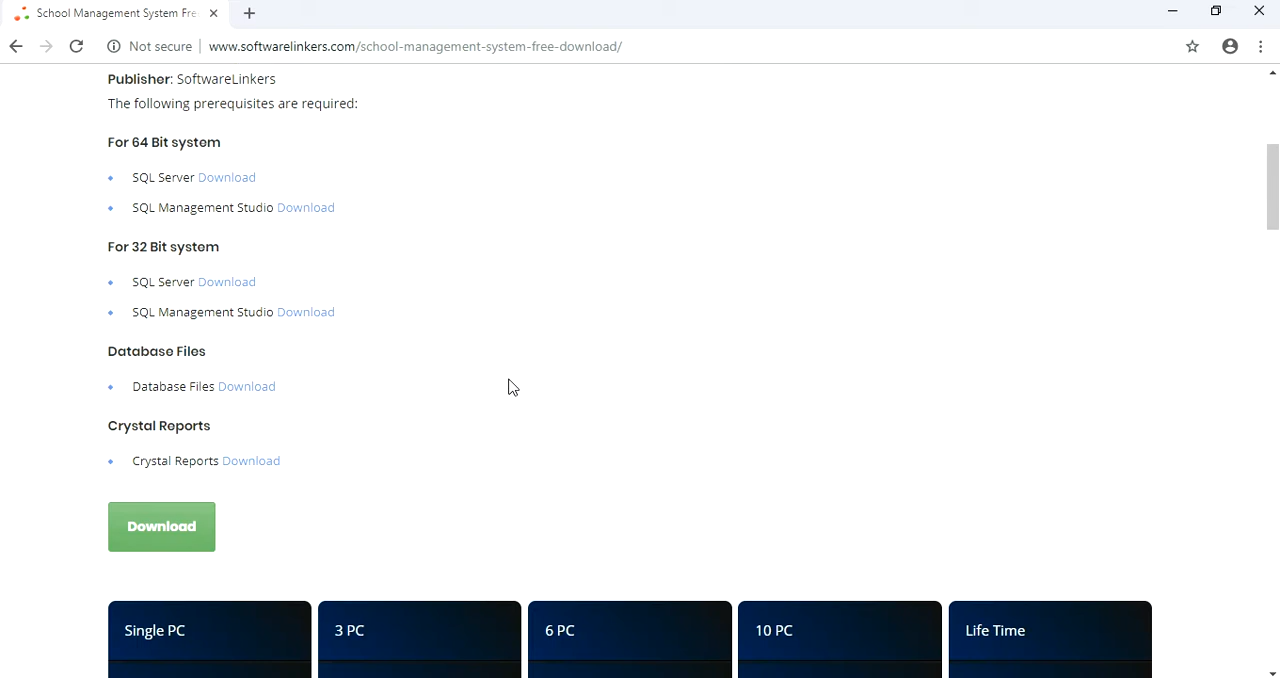 School Management System Fre
Not secure www.softwarelinkers.com/school-management-system-free-download/
Publisher: SoftwareLinkers
The following prerequisites are required:
For 64 Bit system
SQL Server Download
SQL Management Studio Download
For 32 Bit system
SQL Server Download
SQL Management Studio Download
Database Files
Database Files Download
Crystal Reports
Crystal Reports Download
Download
Single PC 3 PC 6 PC 10 PC Life Time